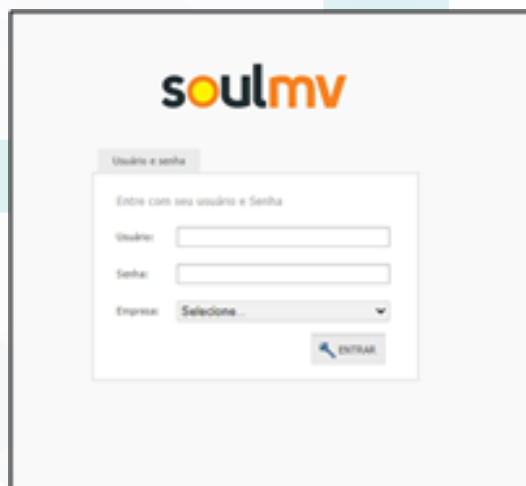 soulmv
Usuário e senha
Entre com seu usuário e Senha
Usuário:
Senha:
Empresa: Selecione...
ENTRAR